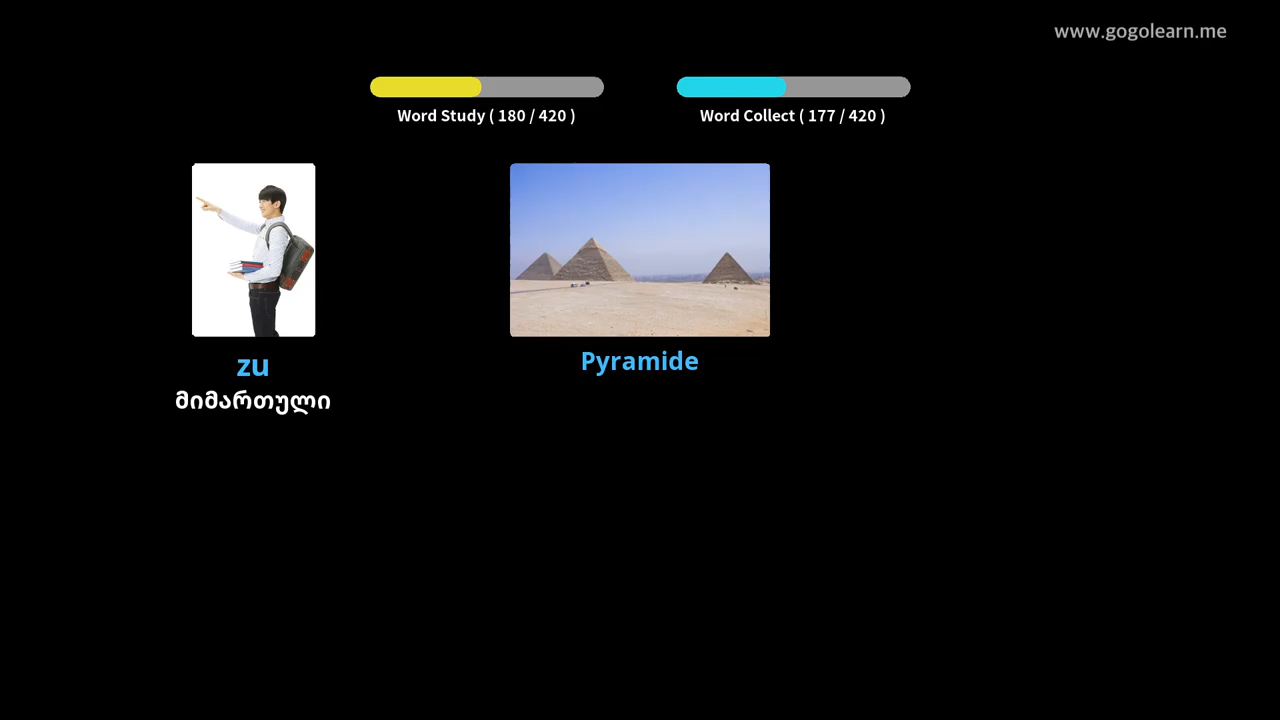 www.gogolearn.me
Word Study ( 180 / 420 )
Word Collect ( 177 / 420 )
zu
მიმართული
Pyramide